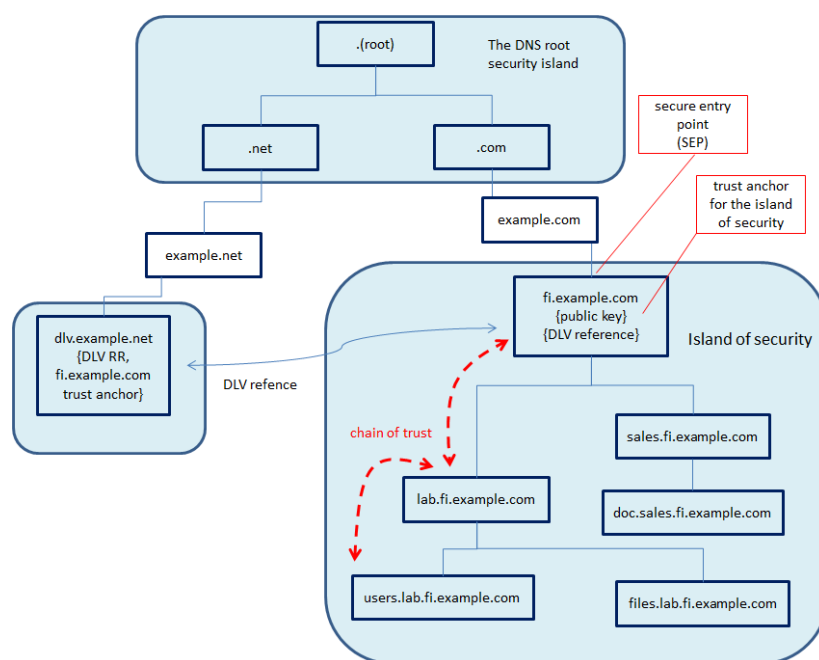 .(root)
The DNS root
security island
.net
.com
secure entry
point
(SEP)
trust anchor
for the island
of security
example.com
example.net
fi.example.com
{public key}
{DLV reference}
Island of security
dlv.example.net
{DLV RR,
fi.example.com
trust anchor}
DLV refence
chain of trust
sales.fi.example.com
lab.fi.example.com
doc.sales.fi.example.com
users.lab.fi.example.com
files.lab.fi.example.com